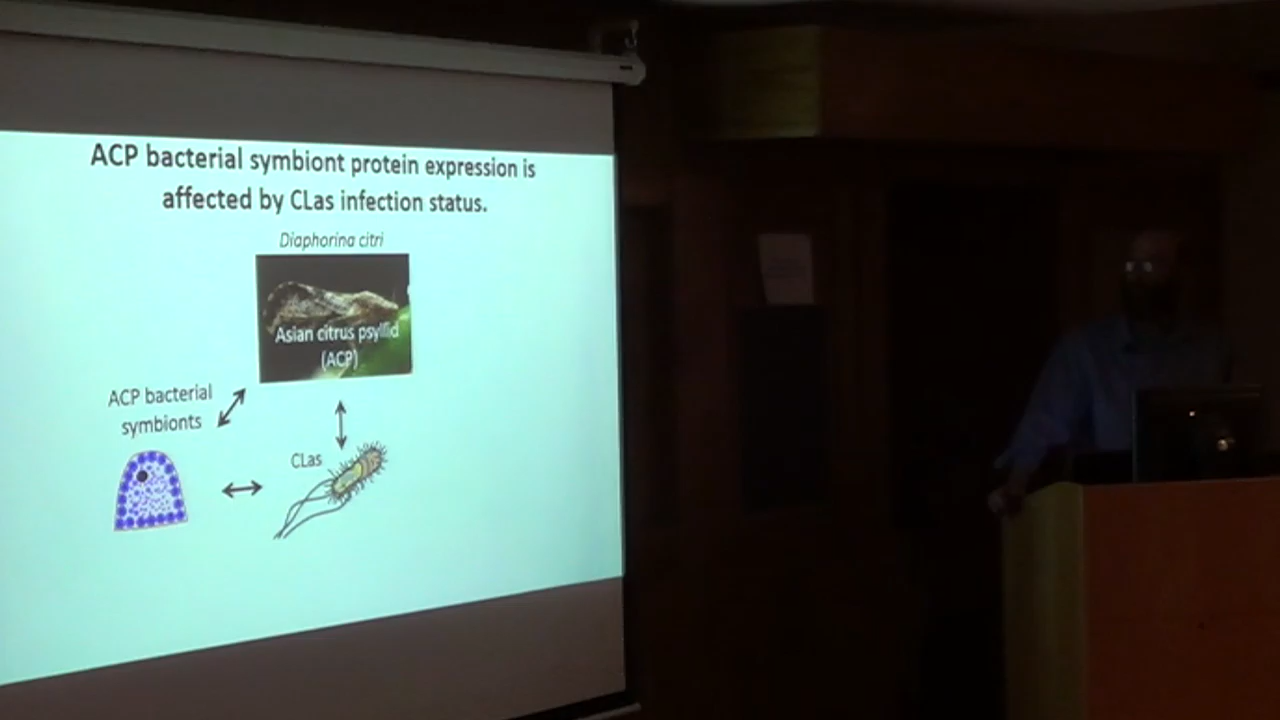 ACP bacterial symbiont protein expression is
affected by CLas infection status.
Diaphorina citri
Asian citrus psyllid
(ACP)
ACP bacterial
symbionts
CLas